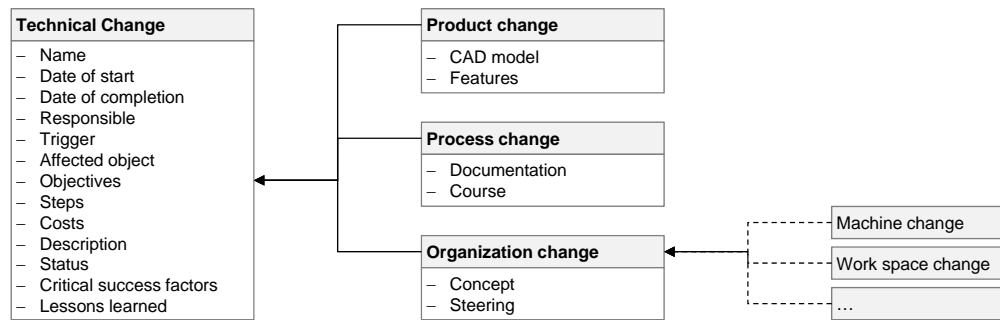 Technical Change
– Name
– Date of start
– Date of completion
– Responsible
– Trigger
– Affected object
– Objectives
– Steps
– Costs
– Description
– Status
– Critical success factors
– Lessons learned
Product change
– CAD model
– Features
Process change
– Documentation
– Course
Organization change
– Concept
– Steering
Machine change
Work space change
…